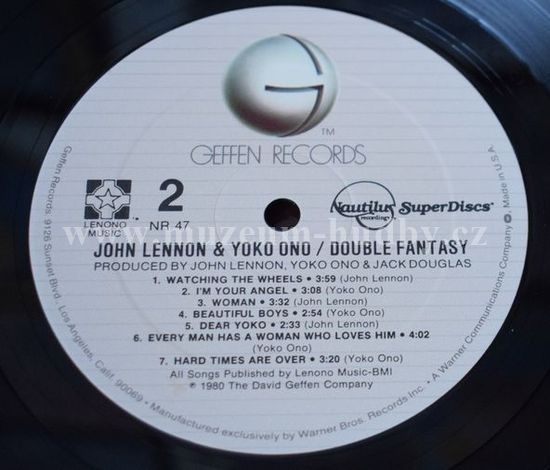 G
TM
GEFFEN RECORDS
2
NR 47
LENONO
MUSIC
Nautilus
recordings
SuperDiscs
www.muzeum-hudby.cz
JOHN LENNON & YOKO ONO / DOUBLE FANTASY
PRODUCED BY JOHN LENNON, YOKO ONO & JACK DOUGLAS
1. WATCHING THE WHEELS • 3:59 (John Lennon)
2. I'M YOUR ANGEL • 3:08 (Yoko Ono)
3. WOMAN • 3:32 (John Lennon)
4. BEAUTIFUL BOYS • 2:54 (Yoko Ono)
5. DEAR YOKO • 2:33 (John Lennon)
6. EVERY MAN HAS A WOMAN WHO LOVES HIM • 4:02
(Yoko Ono)
7. HARD TIMES ARE OVER • 3:20 (Yoko Ono)
All Songs Published by Lenono Music-BMI
℗ 1980 The David Geffen Company
Geffen Records, 9126 Sunset Blvd., Los Angeles, Calif. 90069 • Manufactured exclusively by Warner Bros. Records Inc. • A Warner Communications Company • Made in U.S.A.